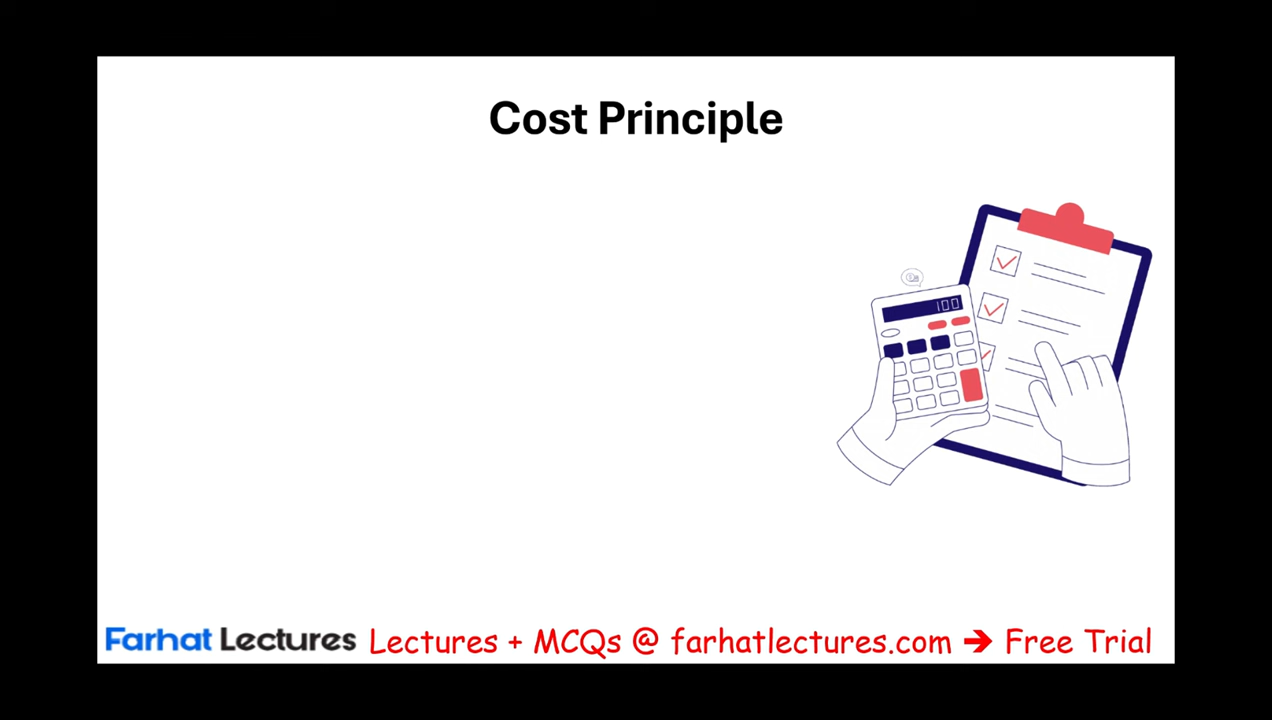 Cost Principle
100
Farhat Lectures Lectures + MCQs @ farhatlectures.com ➔ Free Trial